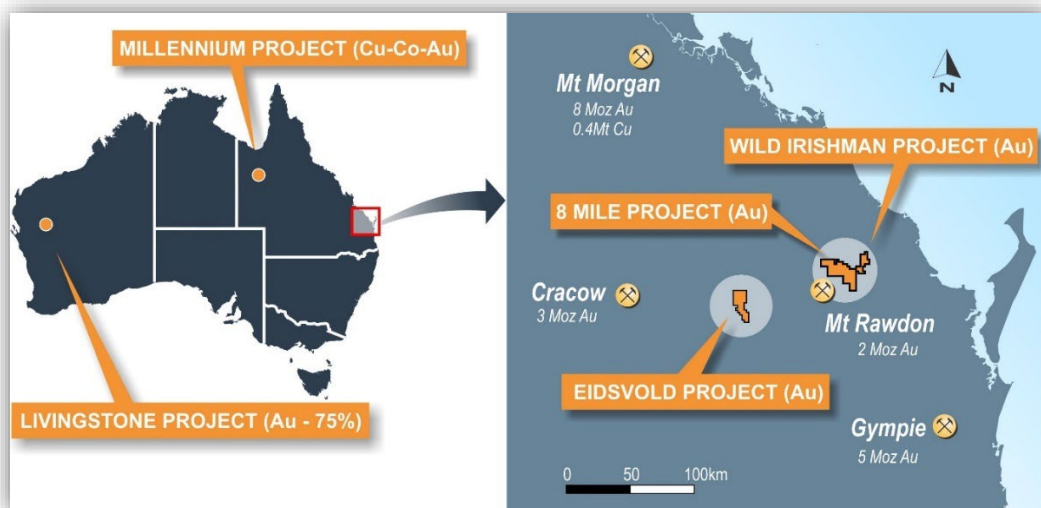 MILLENNIUM PROJECT (Cu-Co-Au)
LIVINGSTONE PROJECT (Au - 75%)
Mt Morgan
8 Moz Au
0.4Mt Cu
N
WILD IRISHMAN PROJECT (Au)
8 MILE PROJECT (Au)
Cracow
3 Moz Au
Mt Rawdon
2 Moz Au
EIDSVOLD PROJECT (Au)
Gympie
5 Moz Au
0 50 100km